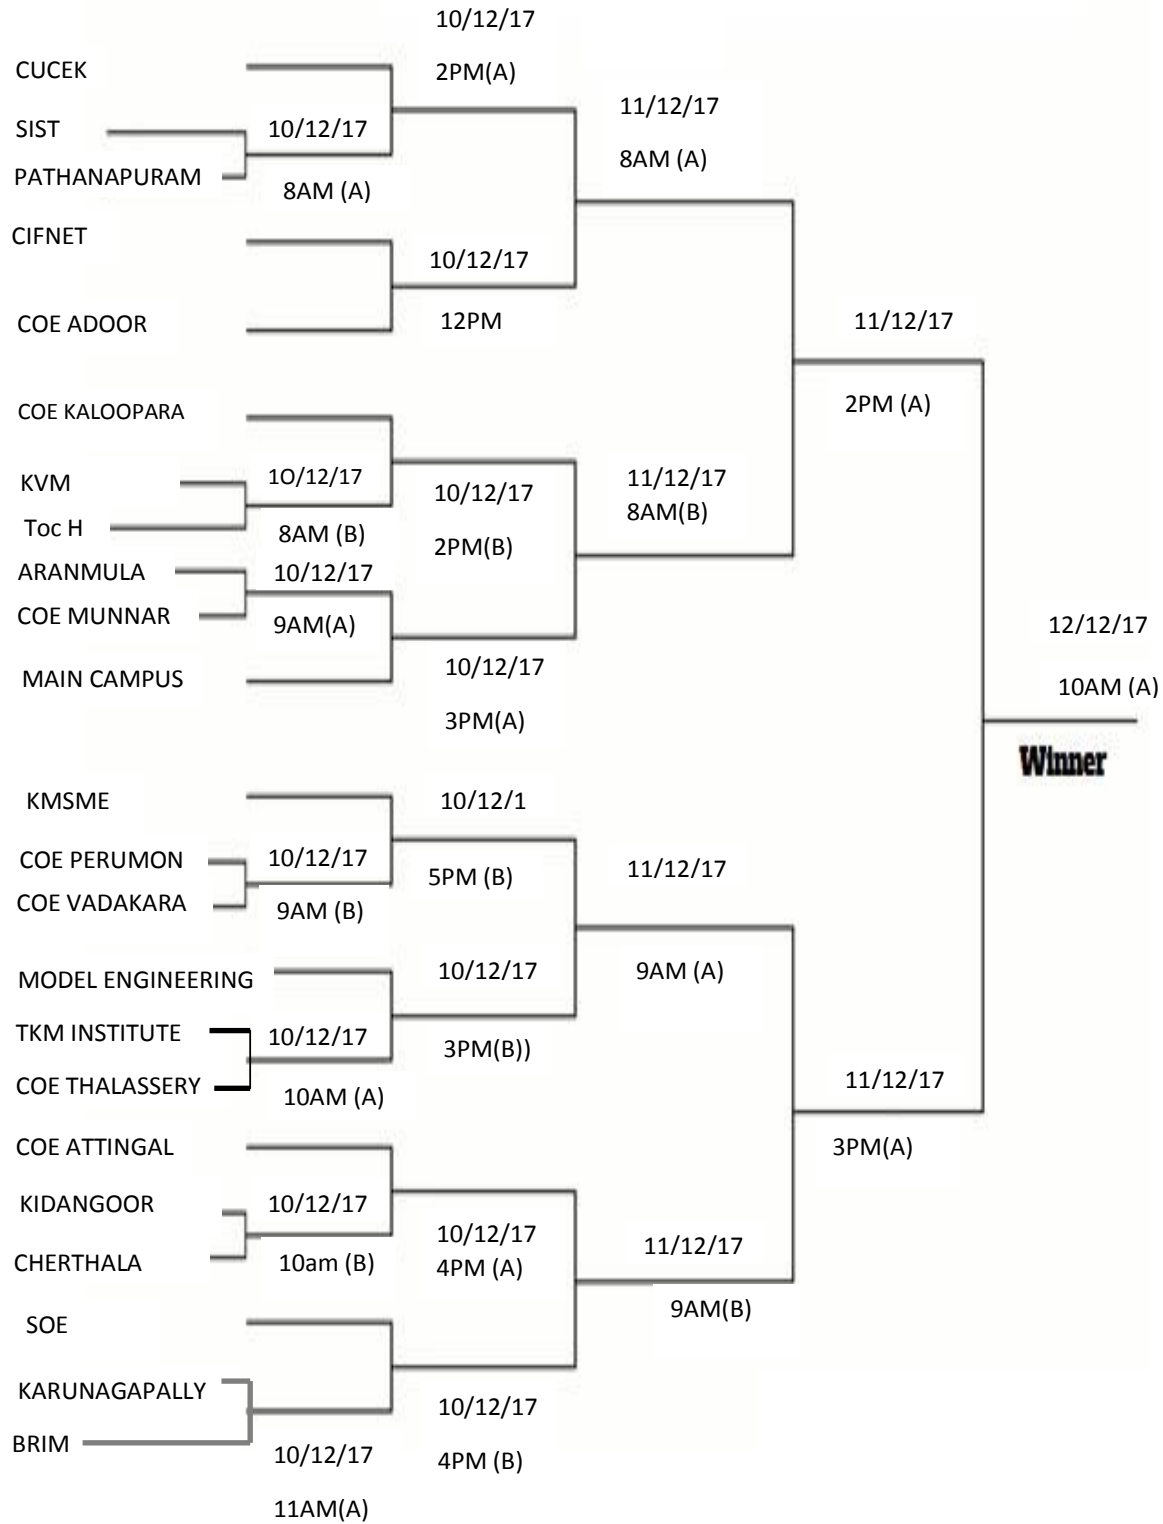 10/12/17
CUCEK
2PM(A)
11/12/17
SIST
10/12/17
8AM (A)
PATHANAPURAM
8AM (A)
CIFNET
10/12/17
COE ADOOR
12PM
11/12/17
2PM (A)
COE KALOOPARA
KVM
1O/12/17
10/12/17
11/12/17
8AM(B)
Toc H
8AM (B)
2PM(B)
ARANMULA
10/12/17
COE MUNNAR
9AM(A)
12/12/17
MAIN CAMPUS
10/12/17
10AM (A)
3PM(A)
Winner
KMSME
10/12/1
COE PERUMON
10/12/17
5PM (B)
11/12/17
COE VADAKARA
9AM (B)
MODEL ENGINEERING
10/12/17
9AM (A)
TKM INSTITUTE
10/12/17
3PM(B))
COE THALASSERY
10AM (A)
11/12/17
COE ATTINGAL
3PM(A)
KIDANGOOR
10/12/17
10/12/17
11/12/17
CHERTHALA
10am (B)
4PM (A)
9AM(B)
SOE
KARUNAGAPALLY
10/12/17
BRIM
10/12/17
4PM (B)
11AM(A)